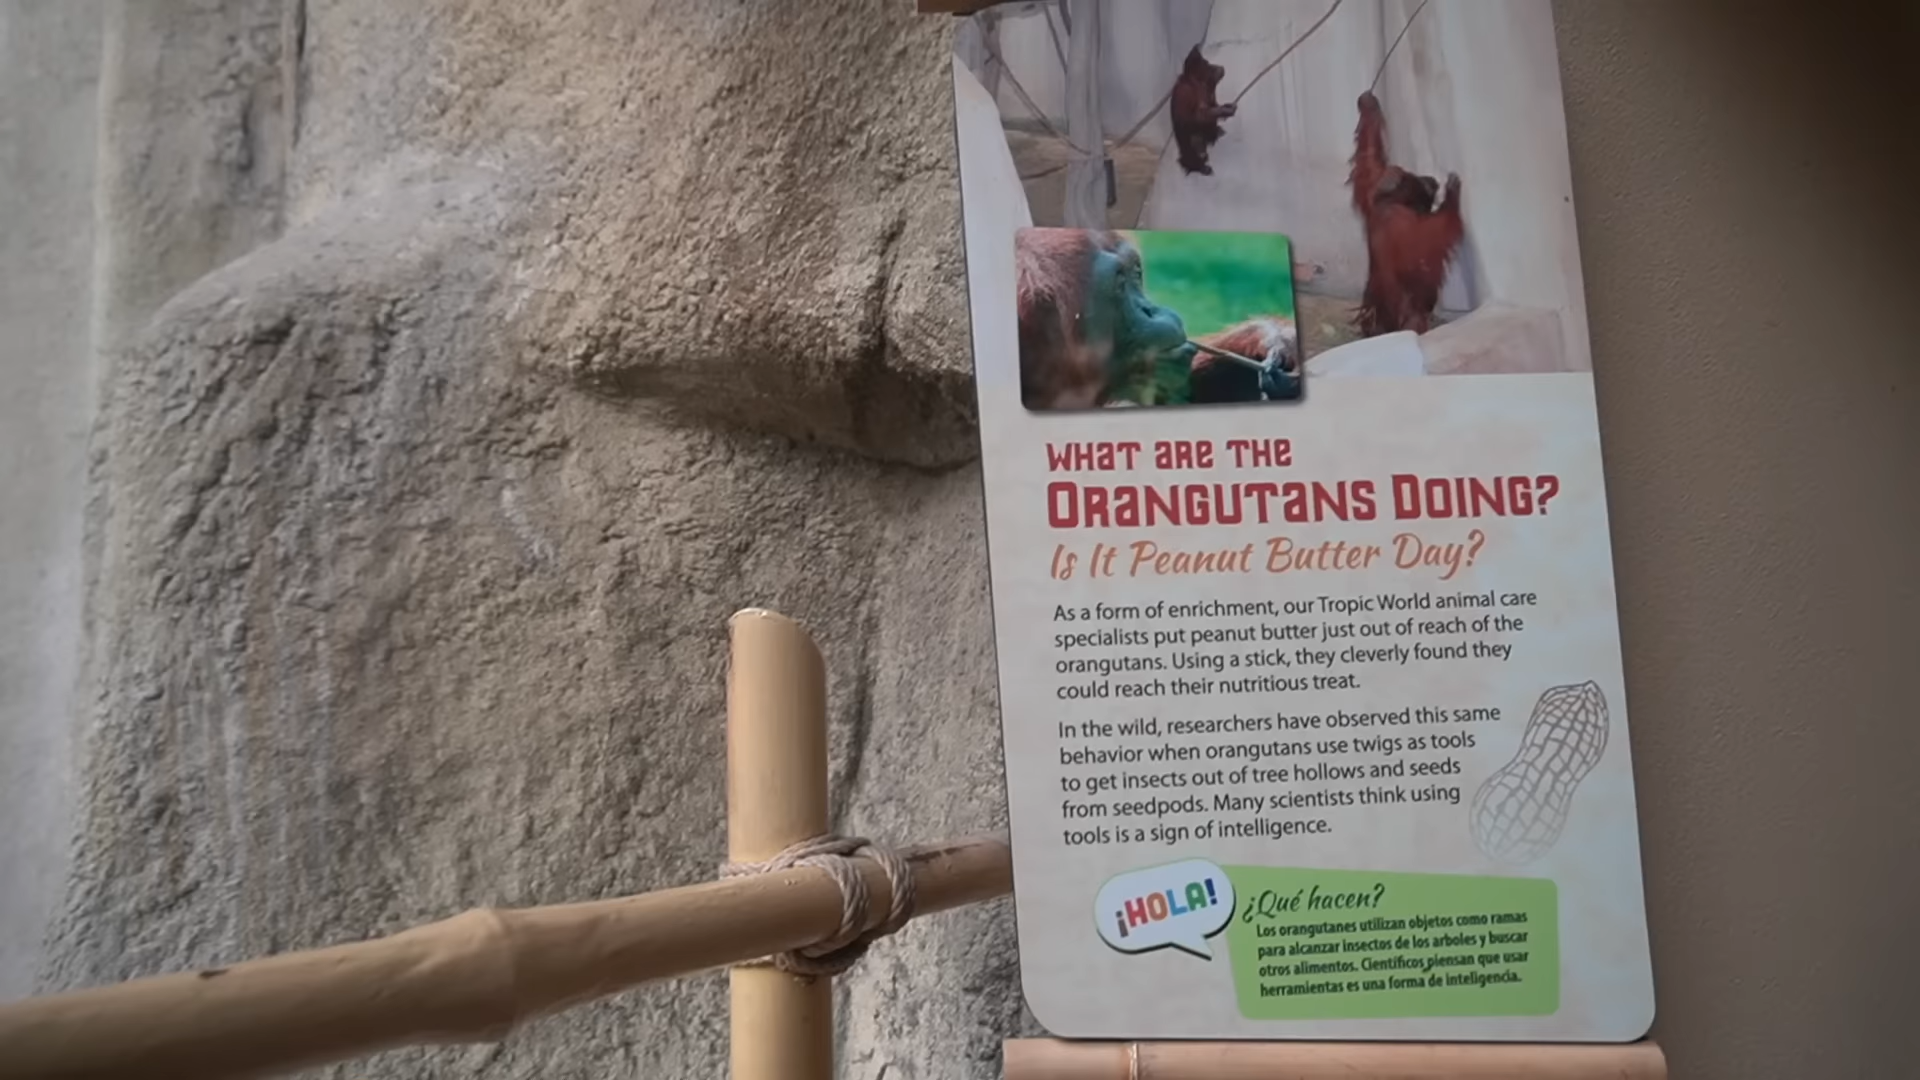 WHAT ARE THE
ORANGUTANS DOING?
Is It Peanut Butter Day?
As a form of enrichment, our Tropic World animal care
specialists put peanut butter just out of reach of the
orangutans. Using a stick, they cleverly found they
could reach their nutritious treat.
In the wild, researchers have observed this same
behavior when orangutans use twigs as tools
to get insects out of tree hollows and seeds
from seedpods. Many scientists think using
tools is a sign of intelligence.
¡HOLA!
¿Qué hacen?
Los orangutanes utilizan objetos como ramas
para alcanzar insectos de los arboles y buscar
otros alimentos. Científicos piensan que usar
herramientas es una forma de inteligencia.